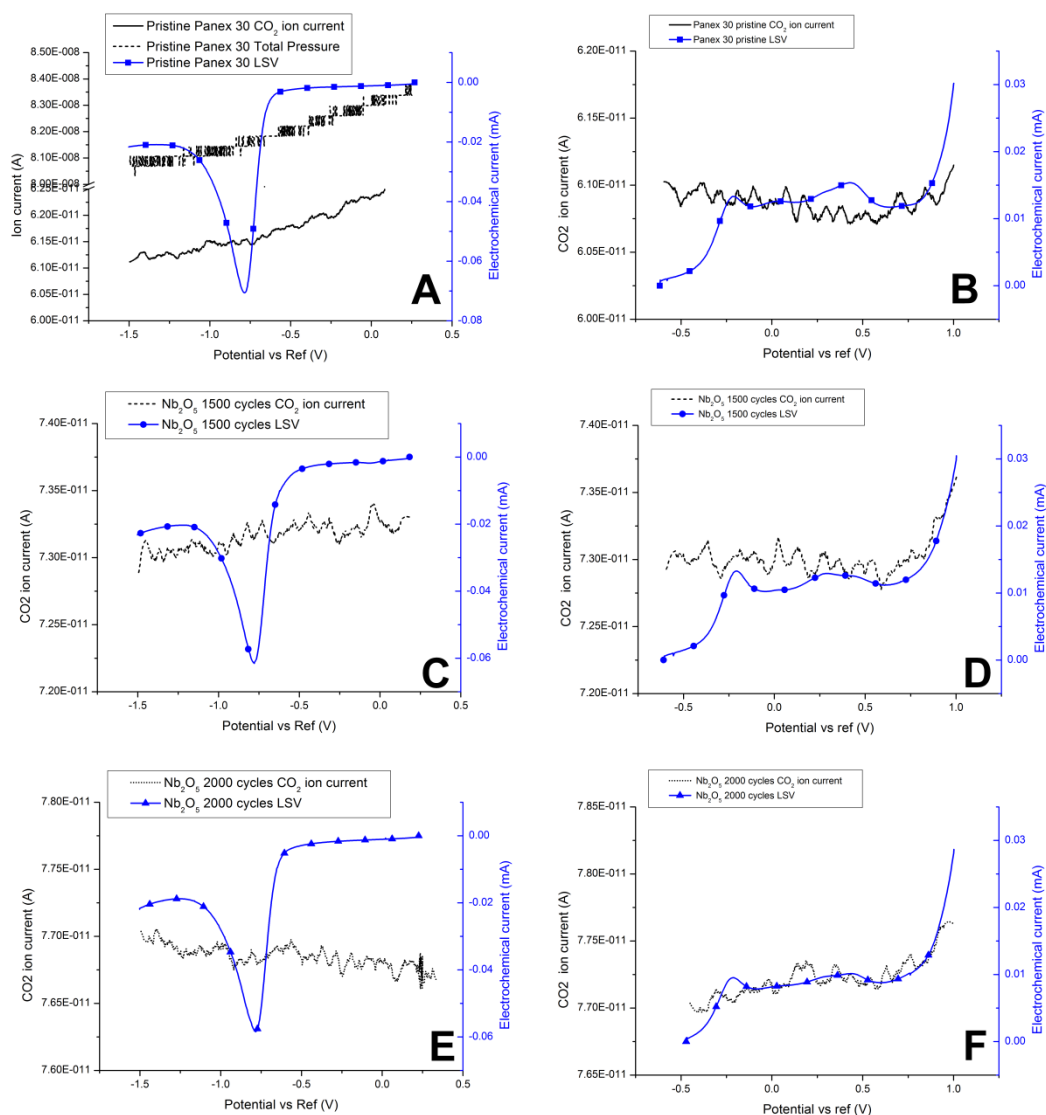 Pristine Panex 30 CO2 ion current
Pristine Panex 30 Total Pressure
Pristine Panex 30 LSV
8.50E-008
8.40E-008
8.30E-008
8.20E-008
8.10E-008
8.00E-008
6.25E-011
6.20E-011
6.15E-011
6.10E-011
6.05E-011
6.00E-011
Ion current (A)
-1.5 -1.0 -0.5 0.0 0.5
Potential vs Ref (V)
0.00
-0.02
-0.04
-0.06
-0.08
Electrochemical current (mA)
A
Panex 30 pristine CO2 ion current
Panex 30 pristine LSV
6.20E-011
6.15E-011
6.10E-011
6.05E-011
6.00E-011
CO2 ion current (A)
-0.5 0.0 0.5 1.0
Potential vs ref (V)
0.03
0.02
0.01
0.00
Electrochemical current (mA)
B
Nb2O5 1500 cycles CO2 ion current
Nb2O5 1500 cycles LSV
7.40E-011
7.35E-011
7.30E-011
7.25E-011
7.20E-011
CO2 ion current (A)
-1.5 -1.0 -0.5 0.0 0.5
Potential vs Ref (V)
0.00
-0.02
-0.04
-0.06
Electrochemical current (mA)
C
Nb2O5 1500 cycles CO2 ion current
Nb2O5 1500 cycles LSV
7.40E-011
7.35E-011
7.30E-011
7.25E-011
7.20E-011
CO2 ion current (A)
-0.5 0.0 0.5 1.0
Potential vs ref (V)
0.03
0.02
0.01
0.00
Electrochemical current (mA)
D
Nb2O5 2000 cycles CO2 ion current
Nb2O5 2000 cycles LSV
7.80E-011
7.75E-011
7.70E-011
7.65E-011
7.60E-011
CO2 ion current (A)
-1.5 -1.0 -0.5 0.0 0.5
Potential vs Ref (V)
0.00
-0.02
-0.04
-0.06
Electrochemical current (mA)
E
Nb2O5 2000 cycles CO2 ion current
Nb2O5 2000 cycles LSV
7.85E-011
7.80E-011
7.75E-011
7.70E-011
7.65E-011
CO2 ion current (A)
-0.5 0.0 0.5 1.0
Potential vs ref (V)
0.03
0.02
0.01
0.00
Electrochemical current (mA)
F